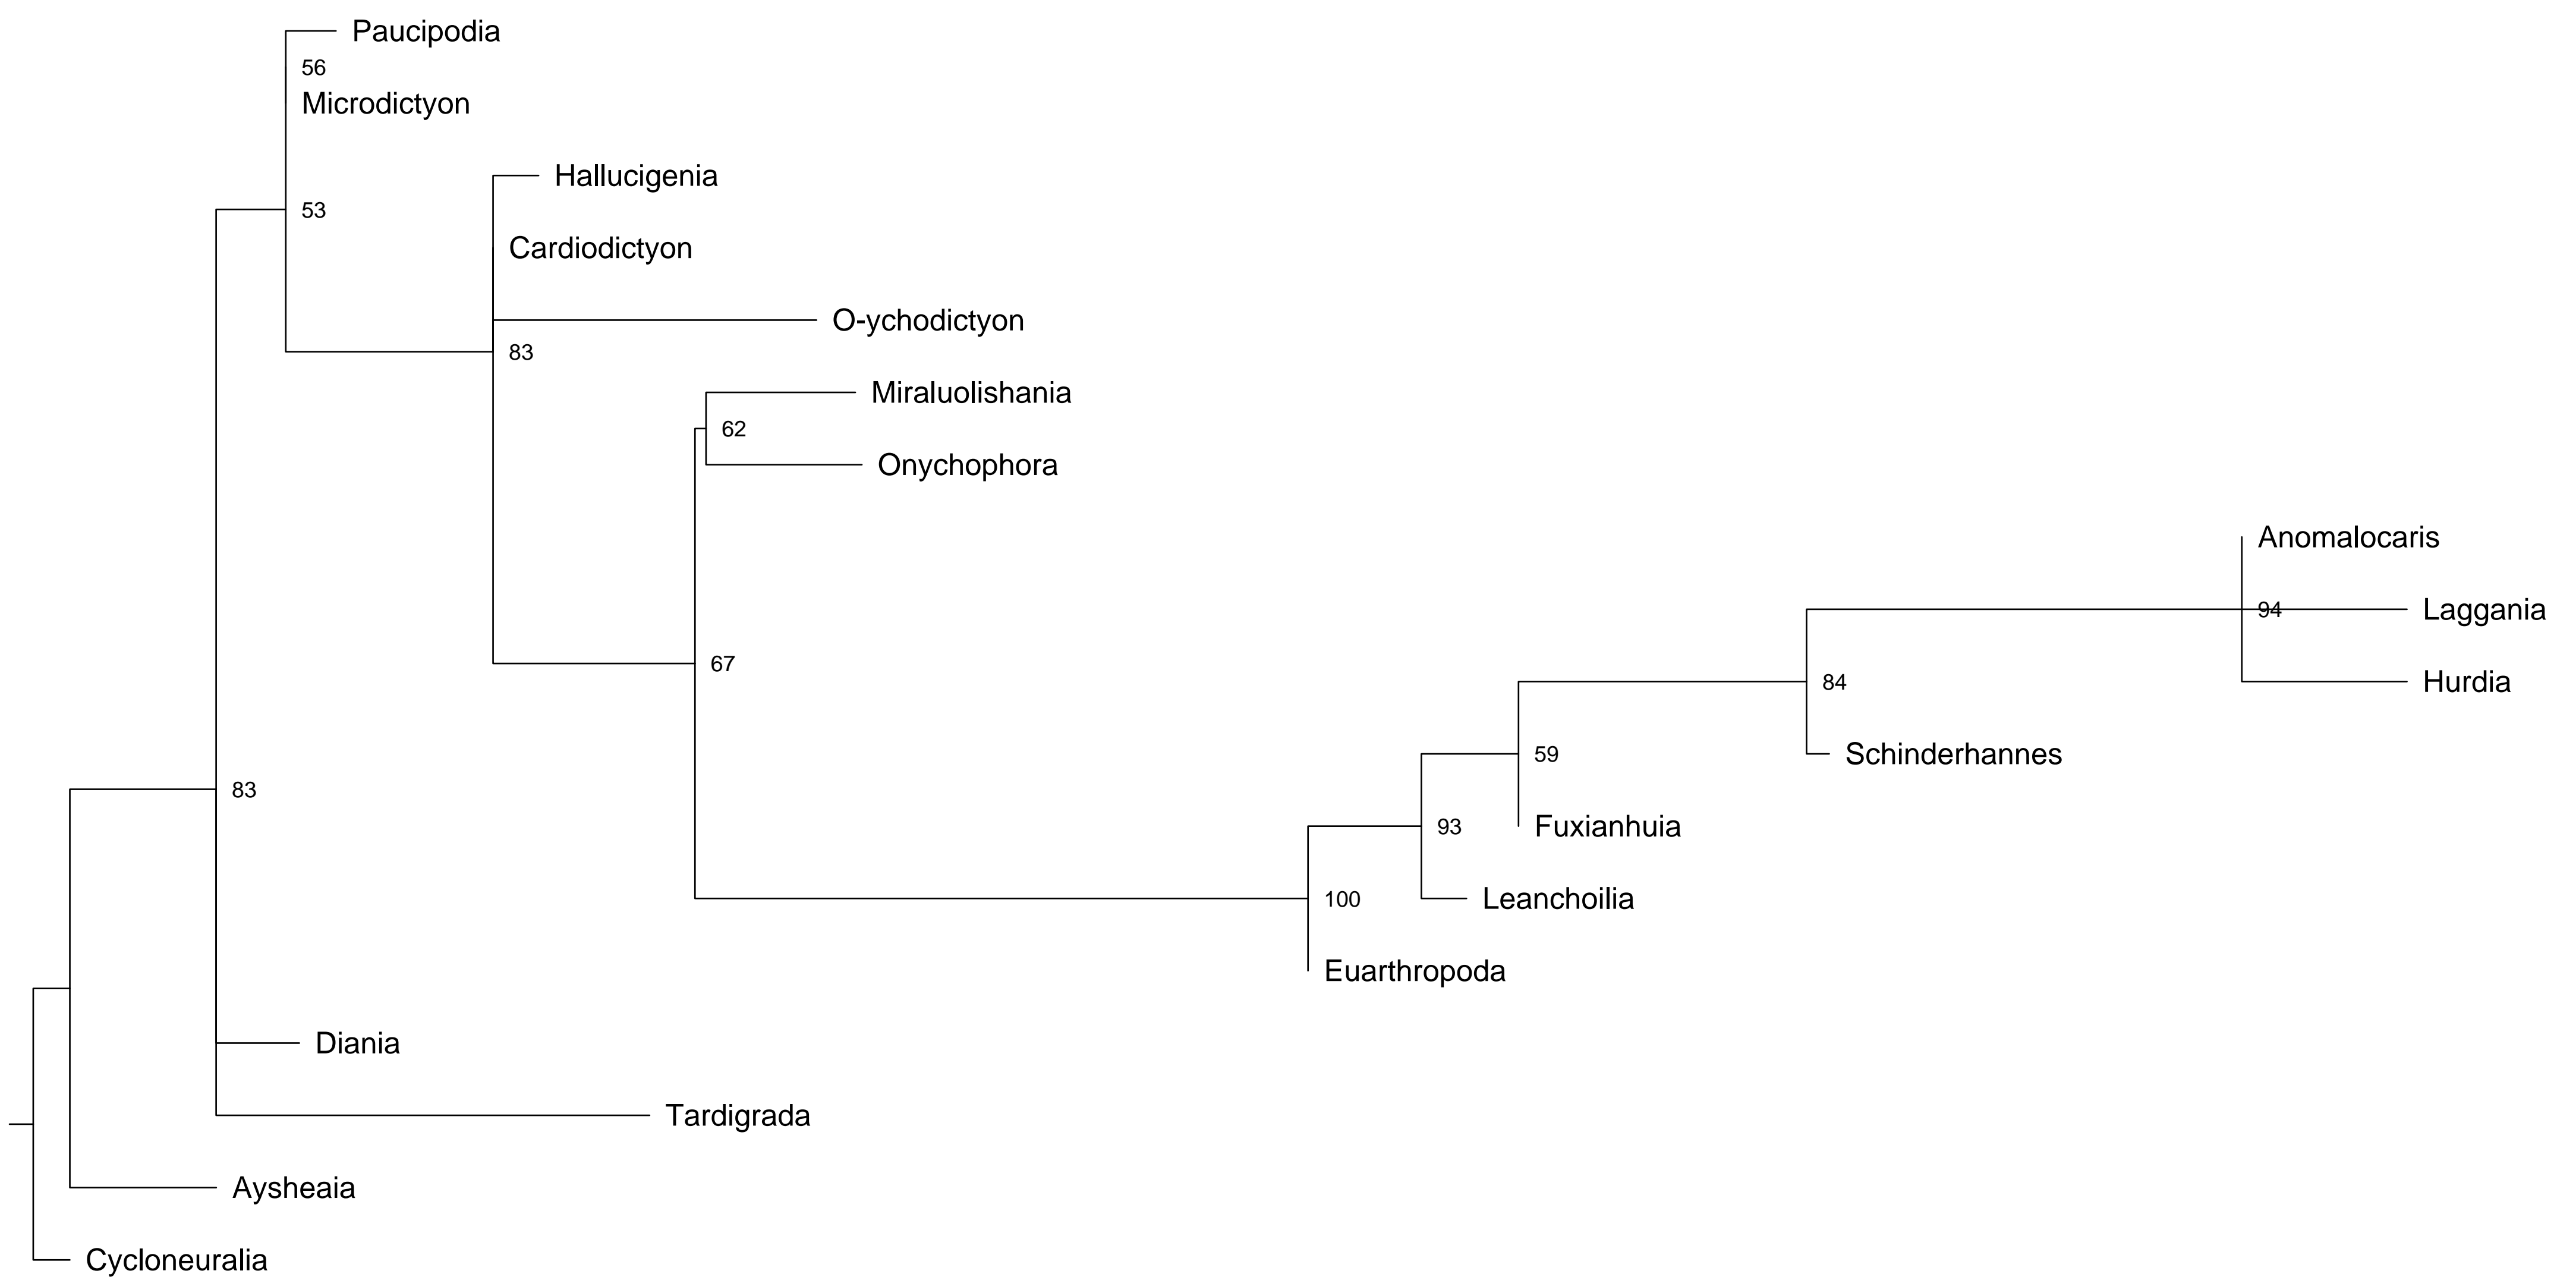 Paucipodia
56
Microdictyon
Hallucigenia
53
Cardiodictyon
O-ychodictyon
83
Miraluolishania
62
Onychophora
Anomalocaris
94
Laggania
67
84
Hurdia
Schinderhannes
59
83
Fuxianhuia
93
Leanchoilia
100
Euarthropoda
Diania
Tardigrada
Aysheaia
Cycloneuralia